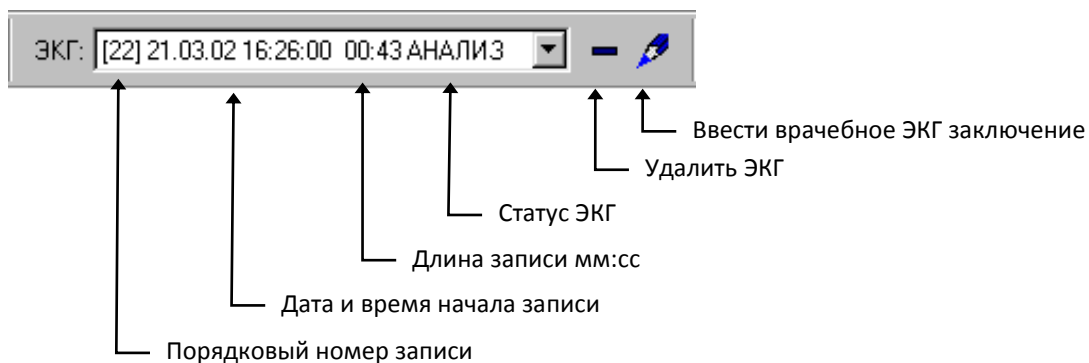 ЭКГ: [22] 21.03.02 16:26:00 00:43 АНАЛИЗ
Ввести врачебное ЭКГ заключение
Удалить ЭКГ
Статус ЭКГ
Длина записи мм:сс
Дата и время начала записи
Порядковый номер записи